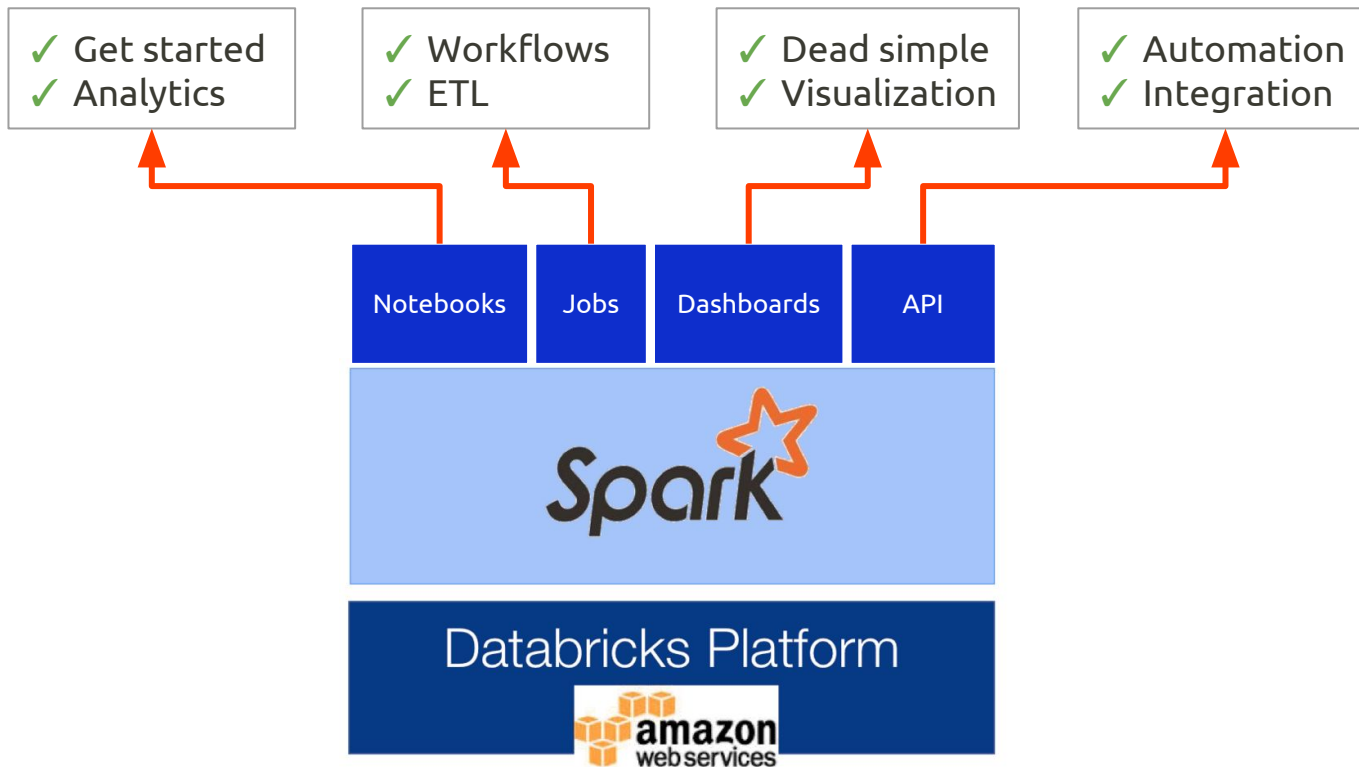 ✓ Get started
✓ Analytics
✓ Workflows
✓ ETL
✓ Dead simple
✓ Visualization
✓ Automation
✓ Integration
Notebooks
Jobs
Dashboards
API
Spark
Databricks Platform
amazon
web services